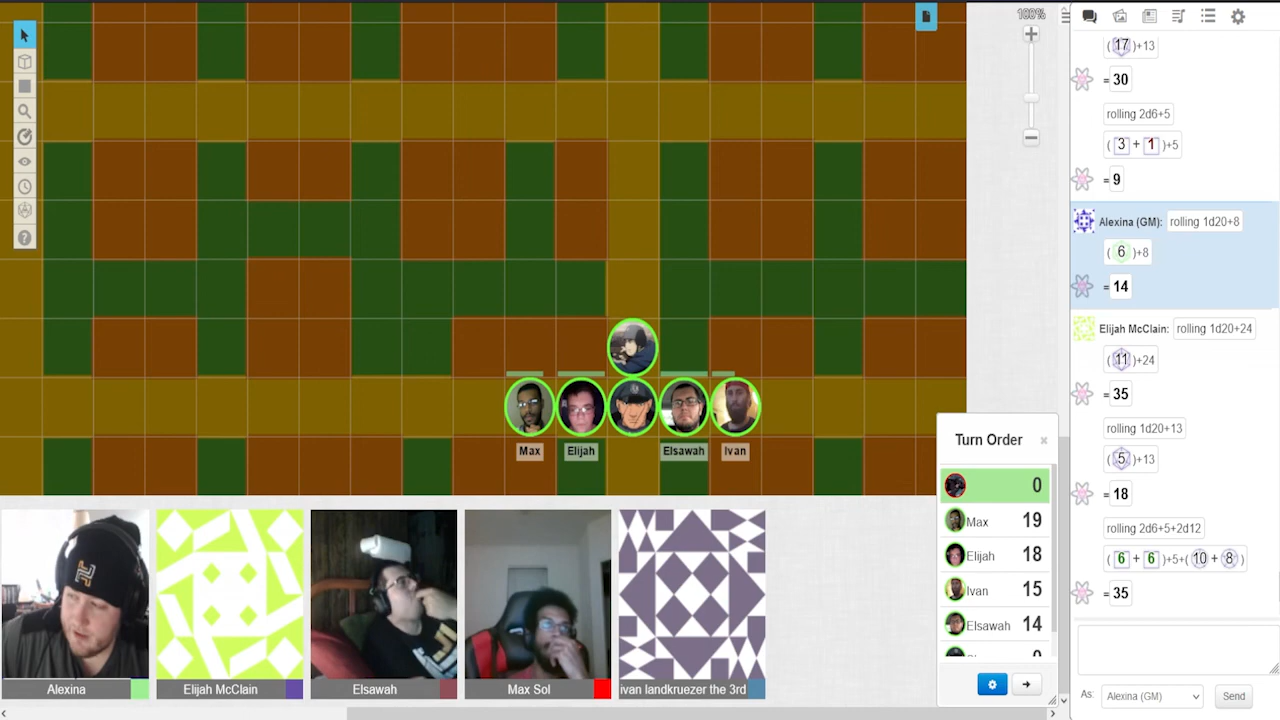 100%
Max
Elijah
Elsawah
Ivan
Turn Order
×
0
Max 19
Elijah 18
Ivan 15
Elsawah 14
Alexina
Elijah McClain
Elsawah
Max Sol
ivan landkruezer the 3rd
(17)+13
=30
rolling 2d6+5
(3+1)+5
=9
Alexina (GM): rolling 1d20+8
(6)+8
=14
Elijah McClain: rolling 1d20+24
(11)+24
=35
rolling 1d20+13
(5)+13
=18
rolling 2d6+5+2d12
(6+6)+5+(10+8)
=35
As: Alexina (GM) Send